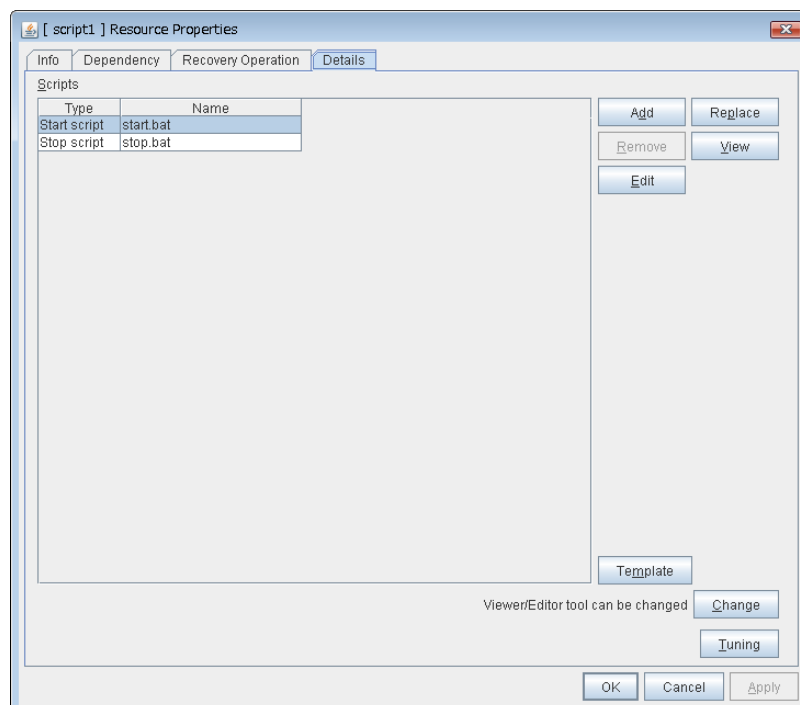 [ script1 ] Resource Properties
Info Dependency Recovery Operation Details
Scripts
Type Name
Start script start.bat
Stop script stop.bat
Add Replace
Remove View
Edit
Template
Viewer/Editor tool can be changed Change
Tuning
OK Cancel Apply